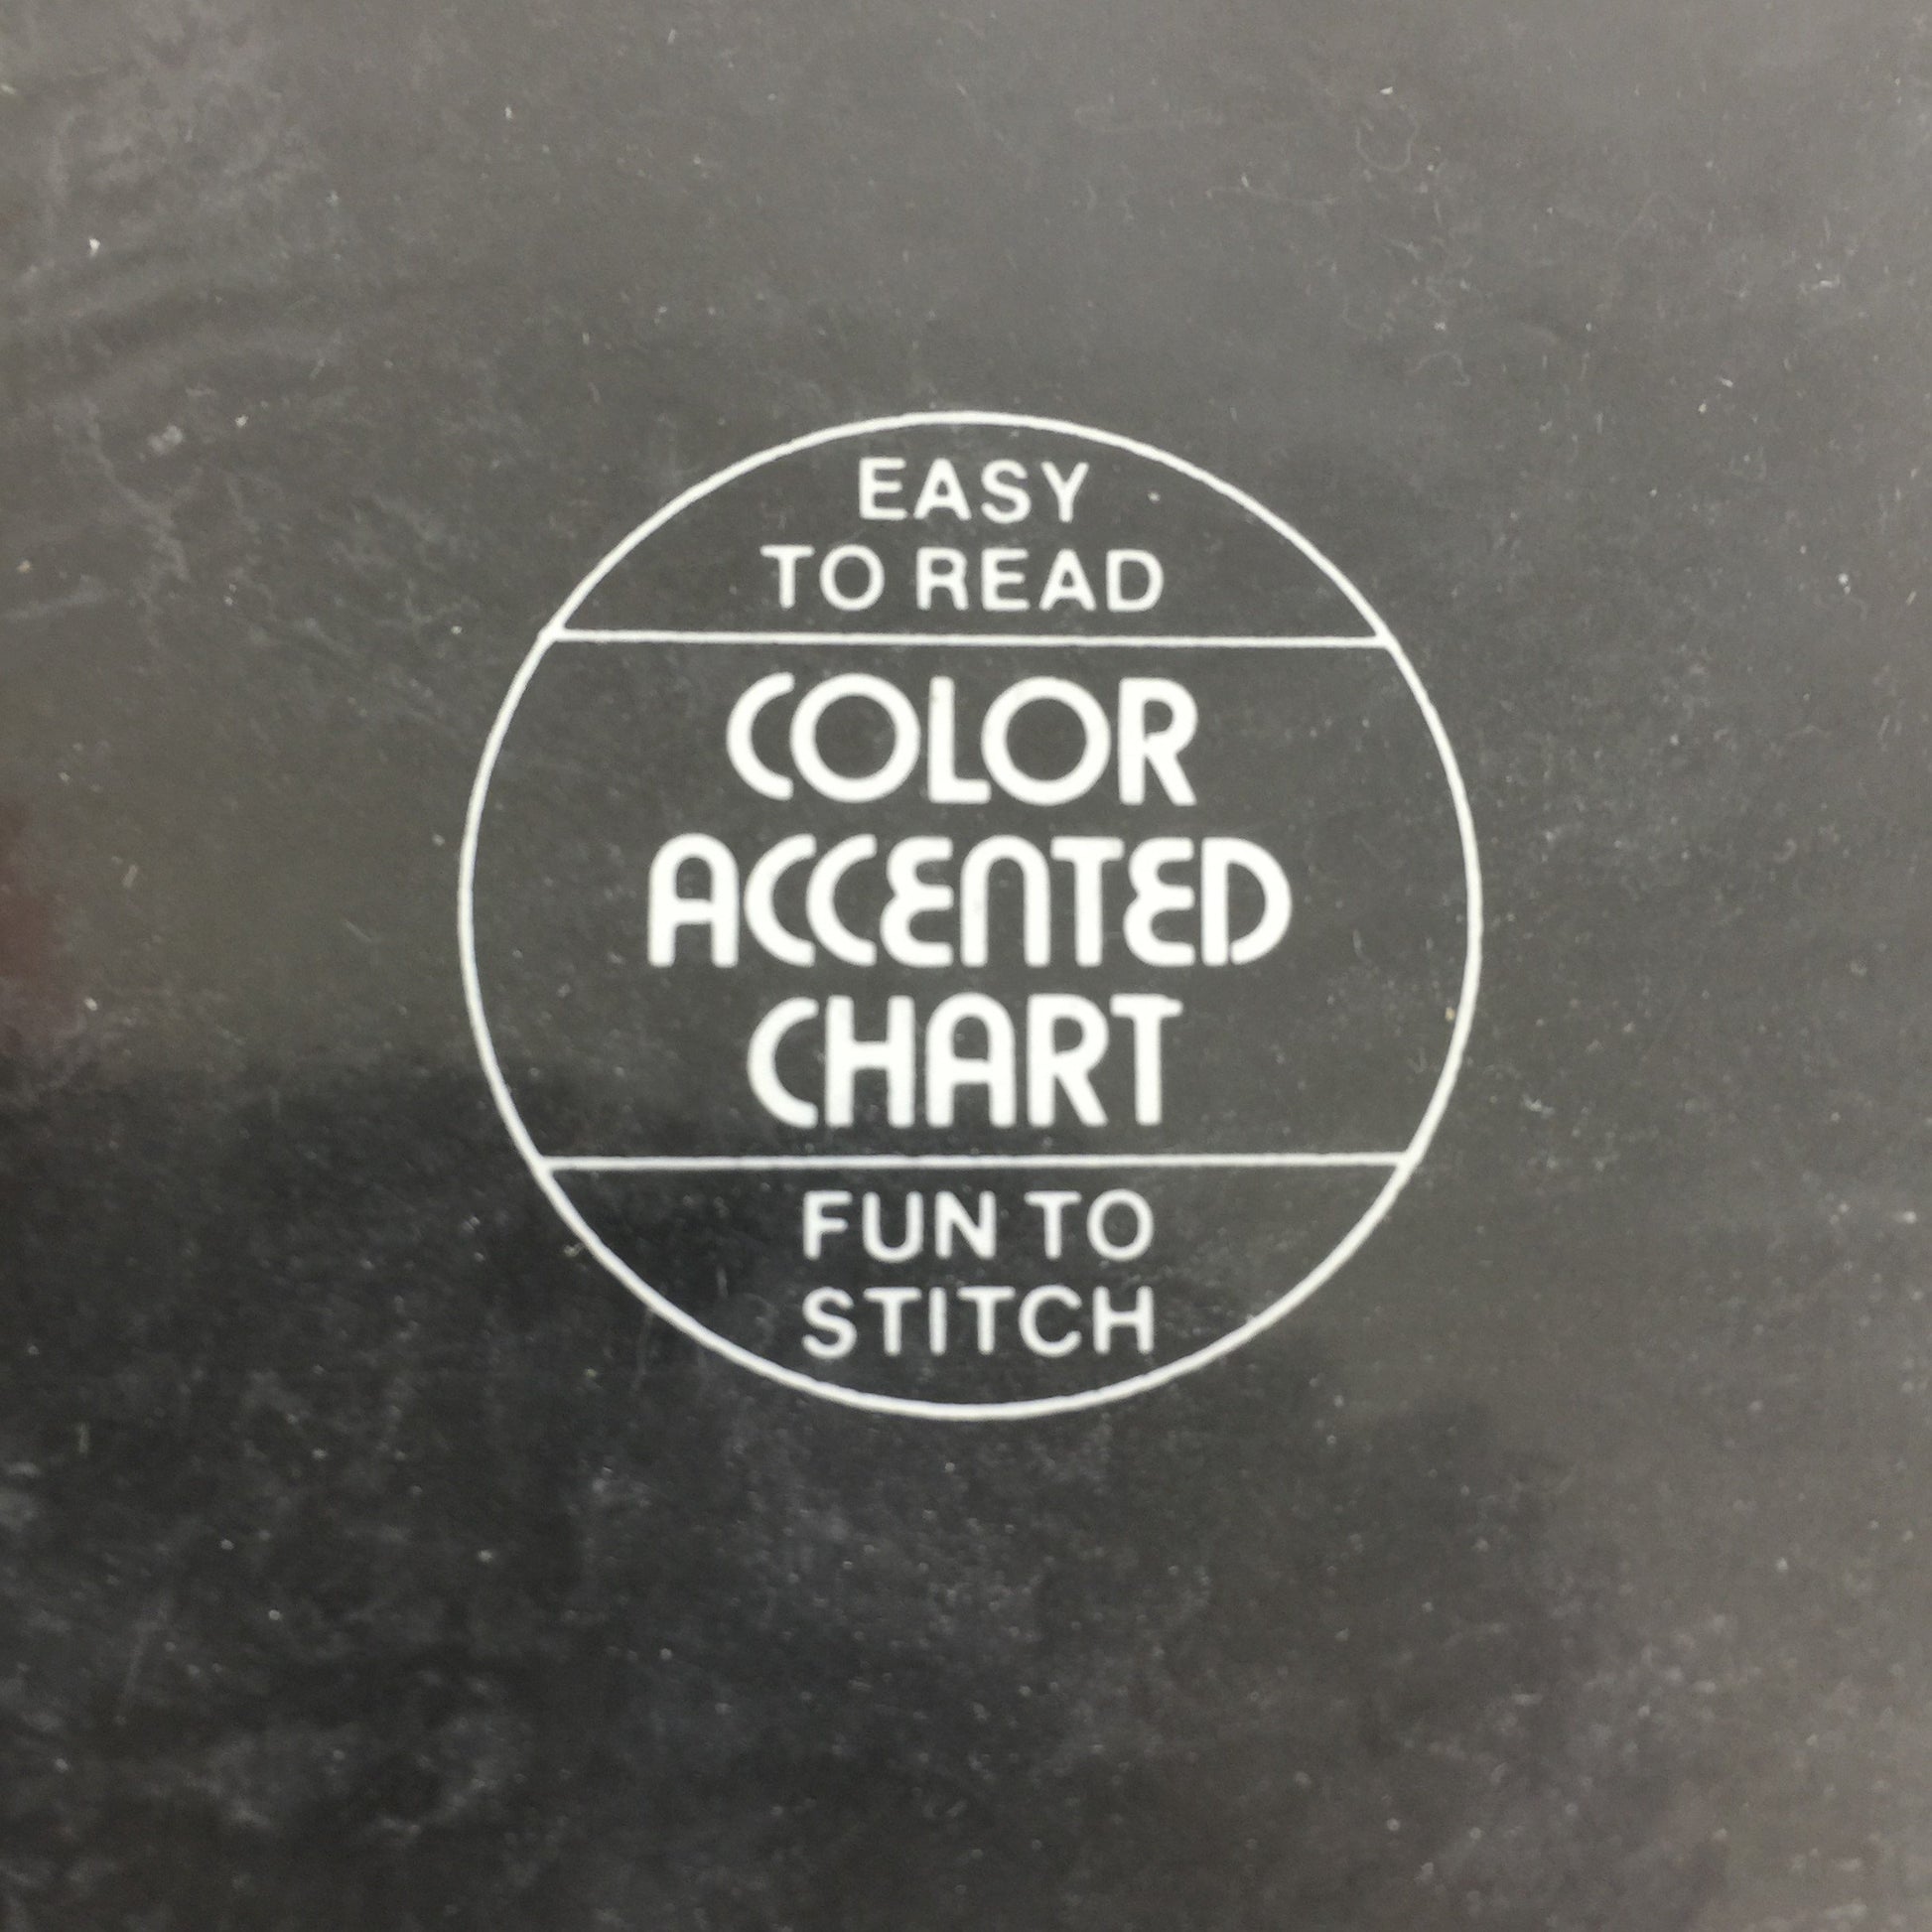 EASY
TO READ
COLOR
ACCENTED
CHART
FUN TO
STITCH